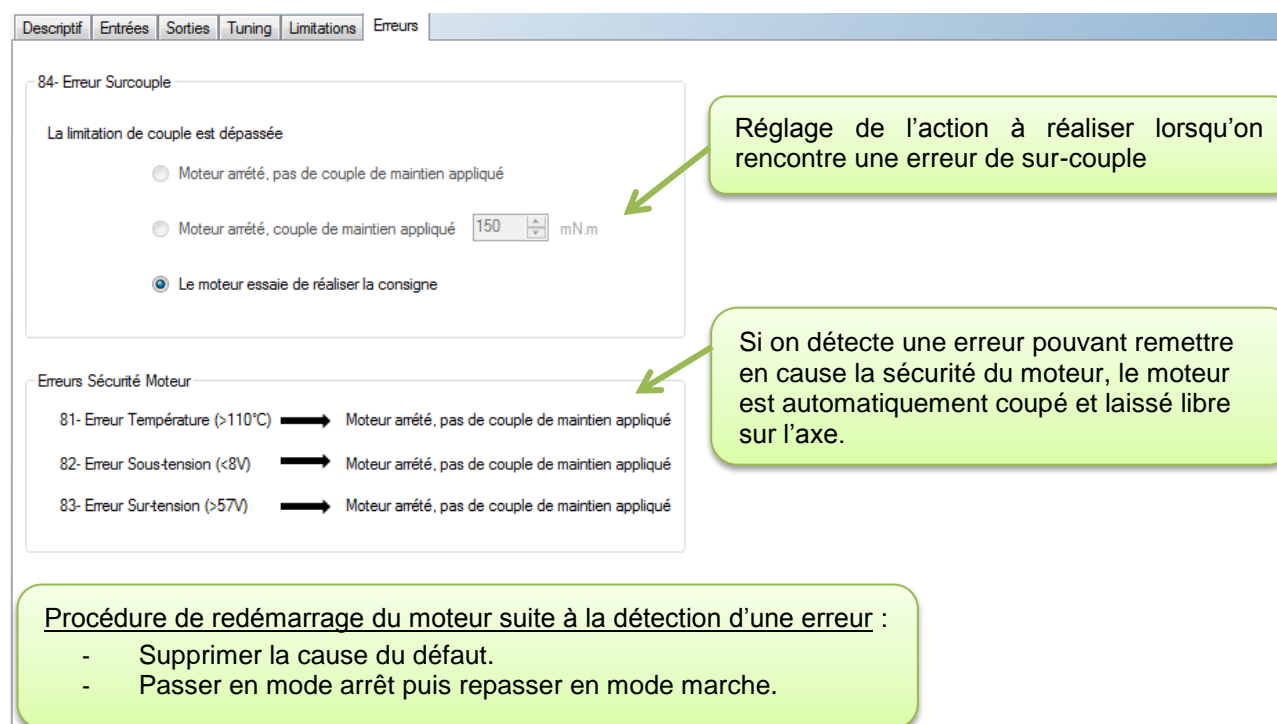 Descriptif Entrées Sorties Tuning Limitations Erreurs
84- Erreur Surcouple
La limitation de couple est dépassée
Moteur arrété, pas de couple de maintien appliqué
Moteur arrété, couple de maintien appliqué 150 mN.m
Le moteur essaie de réaliser la consigne
Réglage de l’action à réaliser lorsqu’on
rencontre une erreur de sur-couple
Erreurs Sécurité Moteur
81- Erreur Température (>110°C) Moteur arrété, pas de couple de maintien appliqué
82- Erreur Sous-tension (<8V) Moteur arrété, pas de couple de maintien appliqué
83- Erreur Sur-tension (>57V) Moteur arrété, pas de couple de maintien appliqué
Si on détecte une erreur pouvant remettre
en cause la sécurité du moteur, le moteur
est automatiquement coupé et laissé libre
sur l’axe.
Procédure de redémarrage du moteur suite à la détection d’une erreur :
- Supprimer la cause du défaut.
- Passer en mode arrêt puis repasser en mode marche.